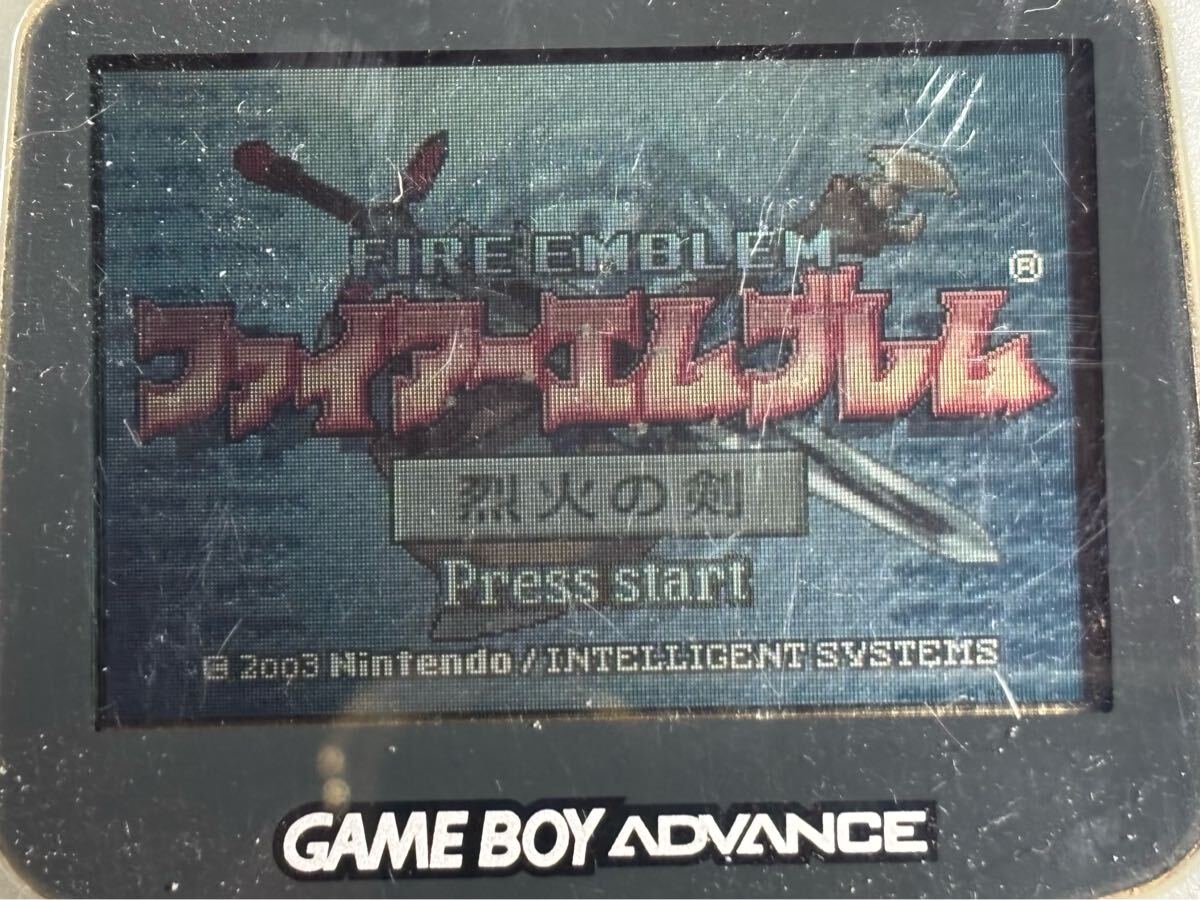 FIRE EMBLEM
ファイアーエムブレム®
烈火の剣
Press start
© 2003 Nintendo/INTELLIGENT SYSTEMS
GAME BOY ADVANCE